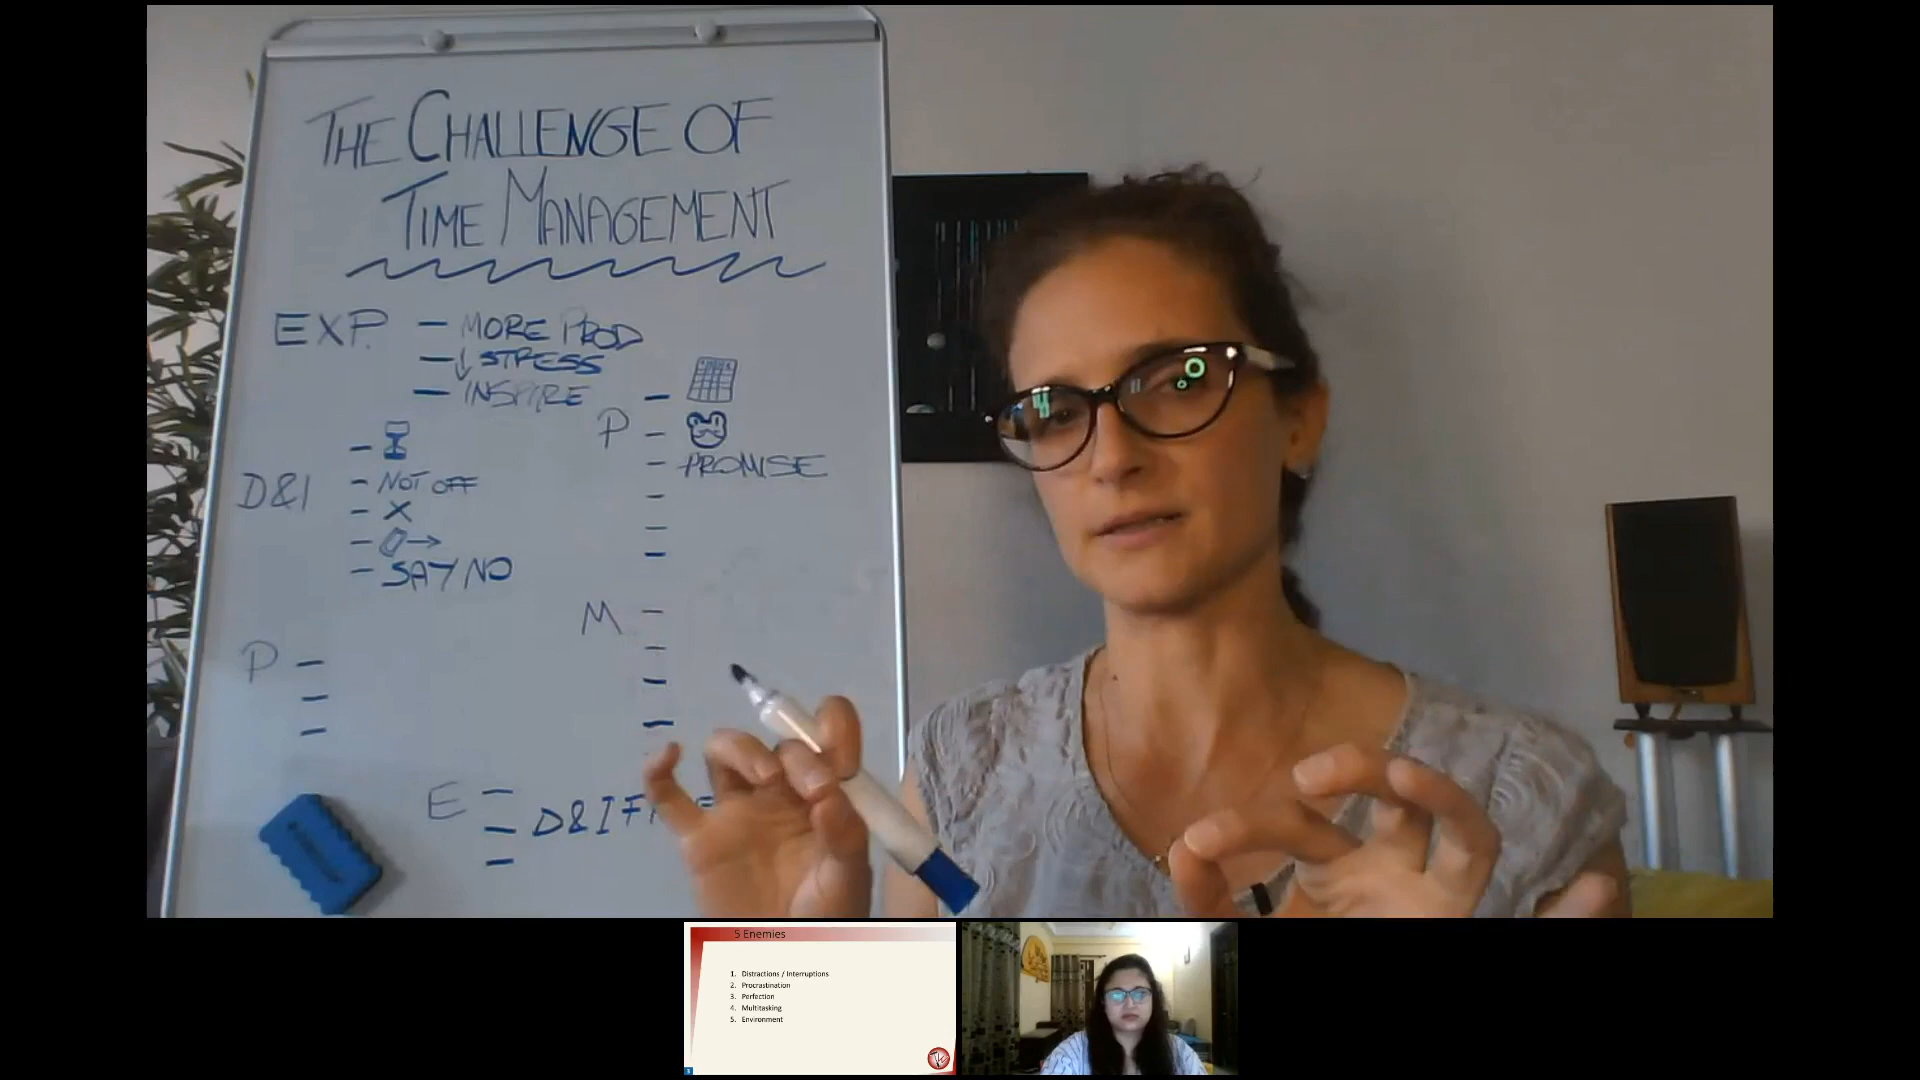 THE CHALLENGE OF
TIME MANAGEMENT
EXP. - MORE PROD
- ↓ STRESS
- INSPIRE
D&I
-
- NOT OFF
- X
- →
- SAY NO
P
-
-
- PROMISE
-
-
-
P -
-
-
M -
-
-
-
E -
- D&I F
-
5 Enemies
1. Distractions / Interruptions
2. Procrastination
3. Perfection
4. Multitasking
5. Environment